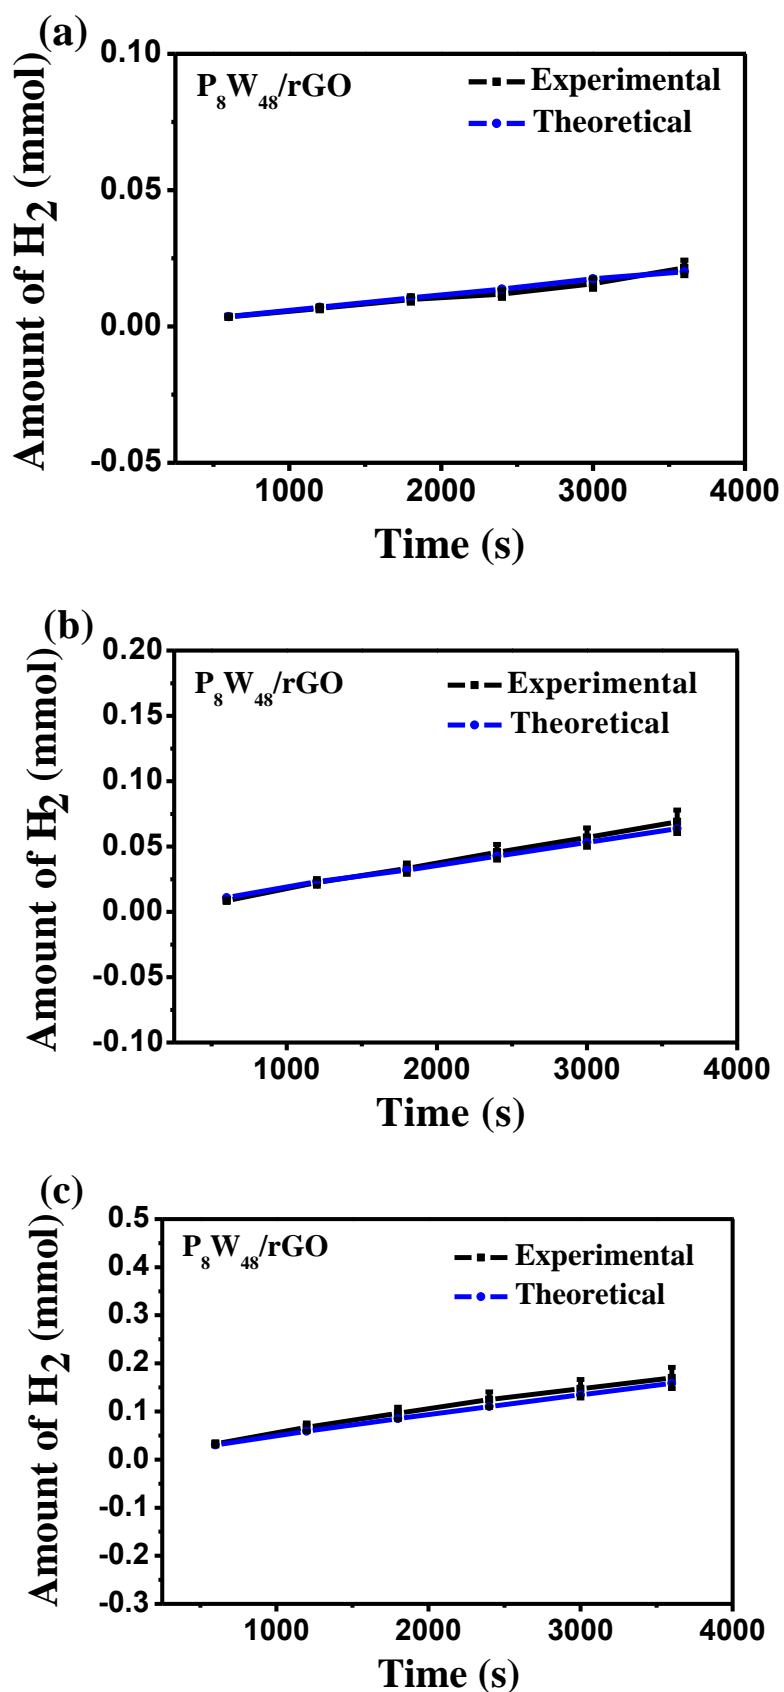 (a)
P8W48/rGO
Experimental
Theoretical
Amount of H2 (mmol)
0.10
0.05
0.00
-0.05
1000 2000 3000 4000
Time (s)
(b)
P8W48/rGO
Experimental
Theoretical
Amount of H2 (mmol)
0.20
0.15
0.10
0.05
0.00
-0.05
-0.10
1000 2000 3000 4000
Time (s)
(c)
P8W48/rGO
Experimental
Theoretical
Amount of H2 (mmol)
0.5
0.4
0.3
0.2
0.1
0.0
-0.1
-0.2
-0.3
1000 2000 3000 4000
Time (s)